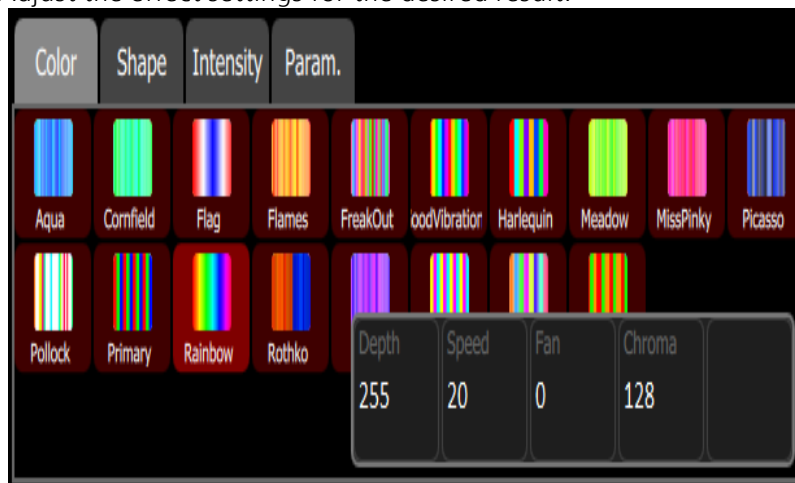 Adjust the effect settings for the desired result.
Color Shape Intensity Param.
Aqua Cornfield Flag Flames FreakOut oodVibration Harlequin Meadow MissPinky Picasso
Pollock Primary Rainbow Rothko
Depth Speed Fan Chroma
255 20 0 128